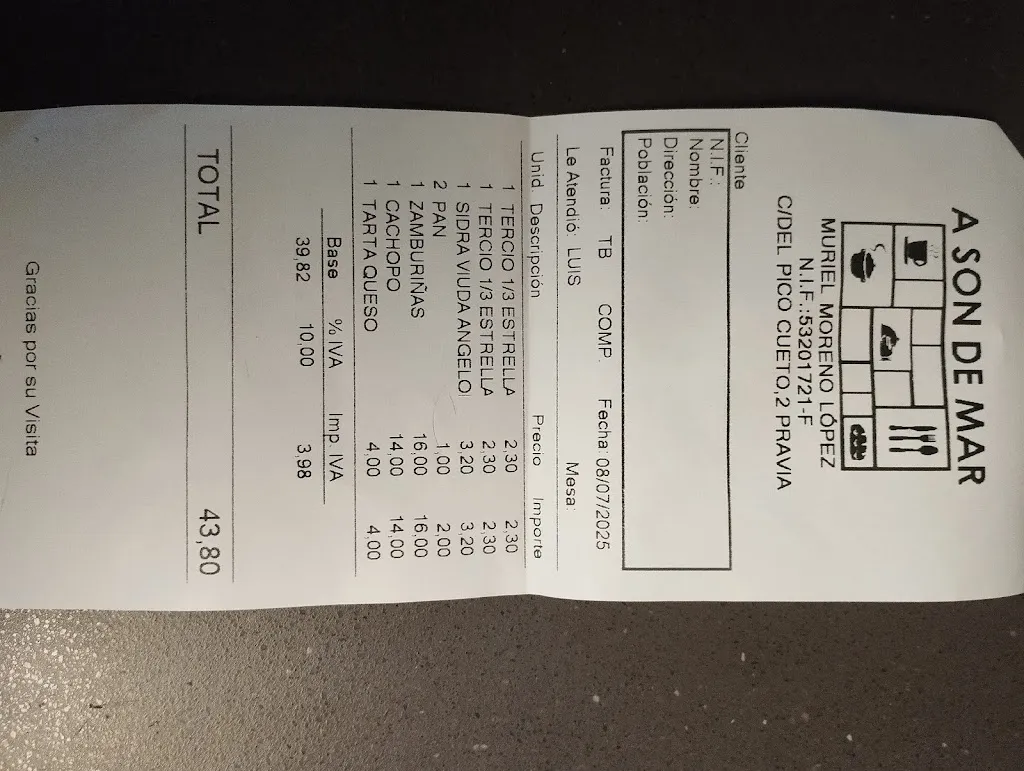 A SON DE MAR
MURIEL MORENO LÓPEZ
N.I.F.:53201721-F
C/DEL PICO CUETO,2 PRAVIA
Cliente
N.I.F.:
Nombre:
Dirección:
Población:
Factura: TB COMP. Fecha: 08/07/2025
Le Atendió: LUIS Mesa:
Unid. Descripción Precio Importe
1 TERCIO 1/3 ESTRELLA 2,30 2,30
1 TERCIO 1/3 ESTRELLA 2,30 2,30
1 SIDRA VIUDA ANGELO 3,20 3,20
2 PAN 1,00 2,00
1 ZAMBURIÑAS 16,00 16,00
1 CACHOPO 14,00 14,00
1 TARTA QUESO 4,00 4,00
Base % IVA Imp. IVA
39,82 10,00 3,98
TOTAL 43,80
Gracias por su Visita